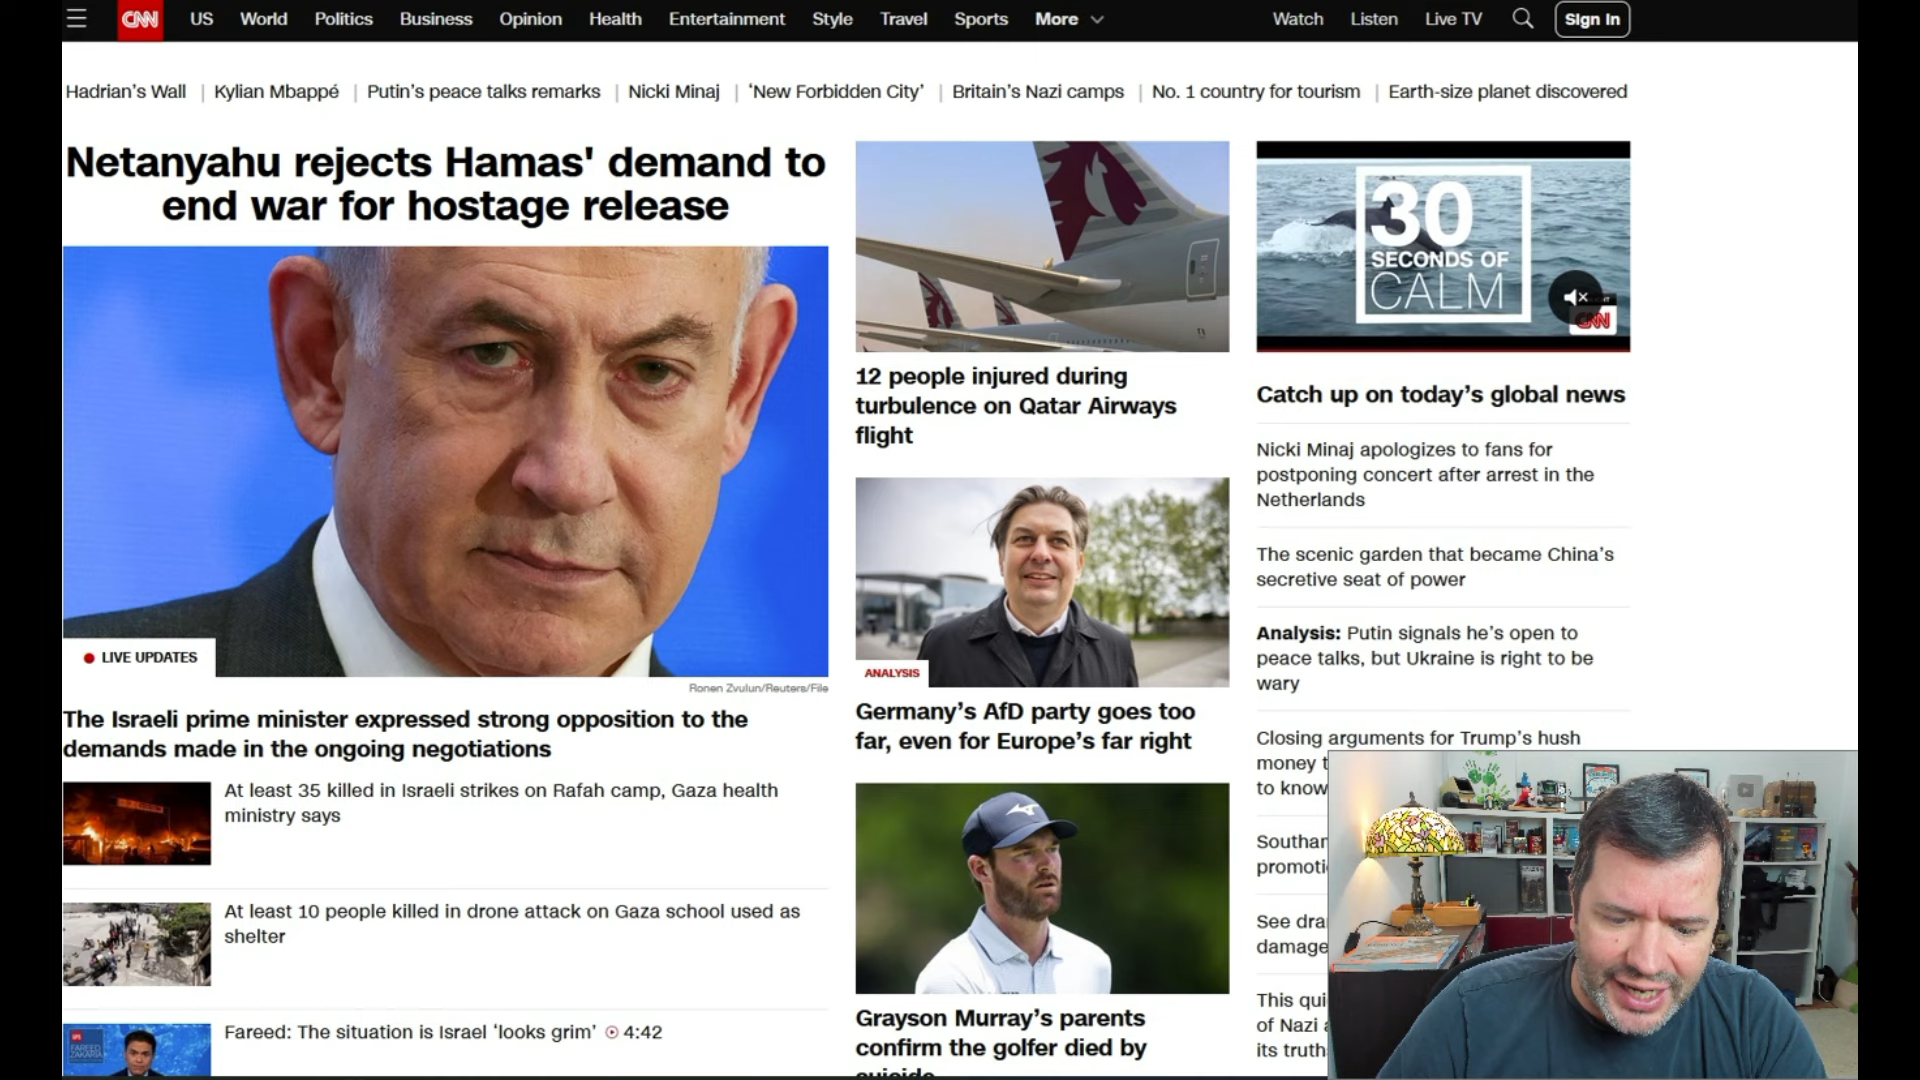 CNN
US
World
Politics
Business
Opinion
Health
Entertainment
Style
Travel
Sports
More
Watch
Listen
Live TV
Sign in
Hadrian's Wall
Kylian Mbappé
Putin's peace talks remarks
Nicki Minaj
‘New Forbidden City’
Britain's Nazi camps
No. 1 country for tourism
Earth-size planet discovered
Netanyahu rejects Hamas' demand to
end war for hostage release
LIVE UPDATES
Ronen Zvulun/Reuters/File
The Israeli prime minister expressed strong opposition to the
demands made in the ongoing negotiations
At least 35 killed in Israeli strikes on Rafah camp, Gaza health
ministry says
At least 10 people killed in drone attack on Gaza school used as
shelter
FAREED
ZAKARIA
Fareed: The situation is Israel ‘looks grim’ 4:42
12 people injured during
turbulence on Qatar Airways
flight
ANALYSIS
Germany’s AfD party goes too
far, even for Europe’s far right
Grayson Murray’s parents
confirm the golfer died by
suicide
30
SECONDS OF
CALM
CNN
Catch up on today’s global news
Nicki Minaj apologizes to fans for
postponing concert after arrest in the
Netherlands
The scenic garden that became China’s
secretive seat of power
Analysis: Putin signals he’s open to
peace talks, but Ukraine is right to be
wary
Closing arguments for Trump’s hush
money t
to know
Southar
promoti
See dra
damage
This qui
of Nazi
its truth